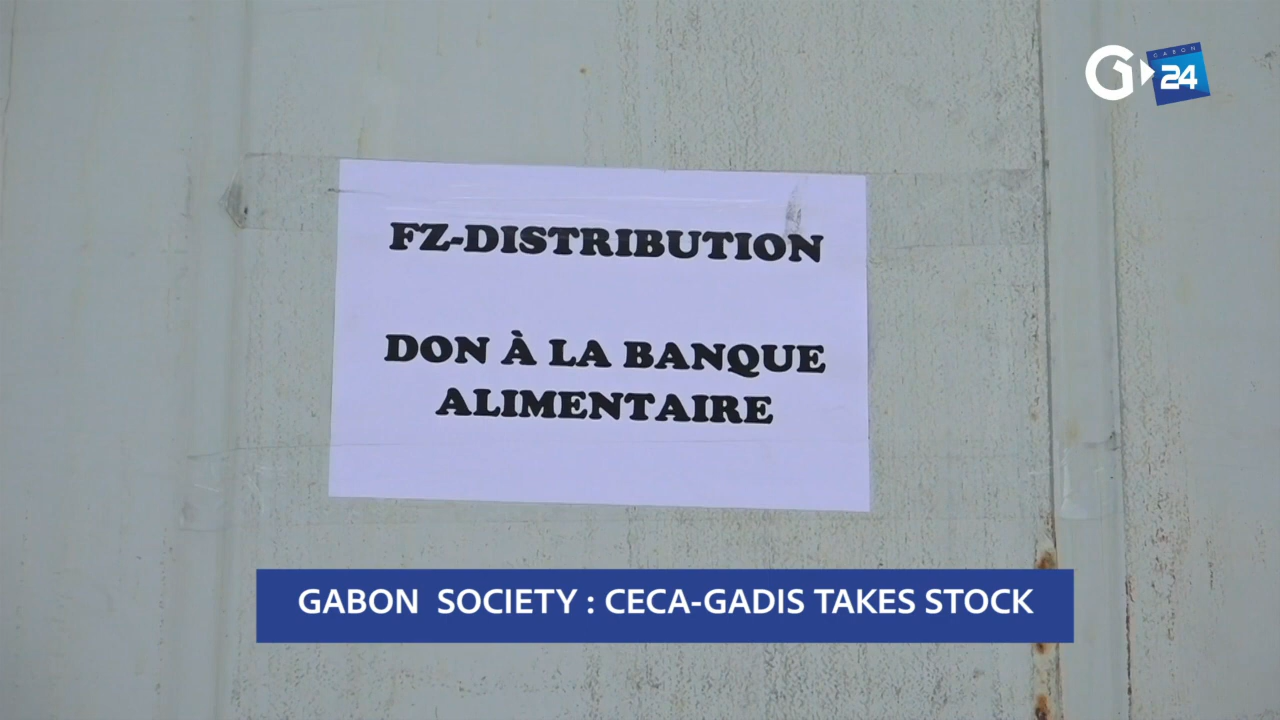 GABON
G 24
FZ-DISTRIBUTION
DON À LA BANQUE
ALIMENTAIRE
GABON SOCIETY : CECA-GADIS TAKES STOCK